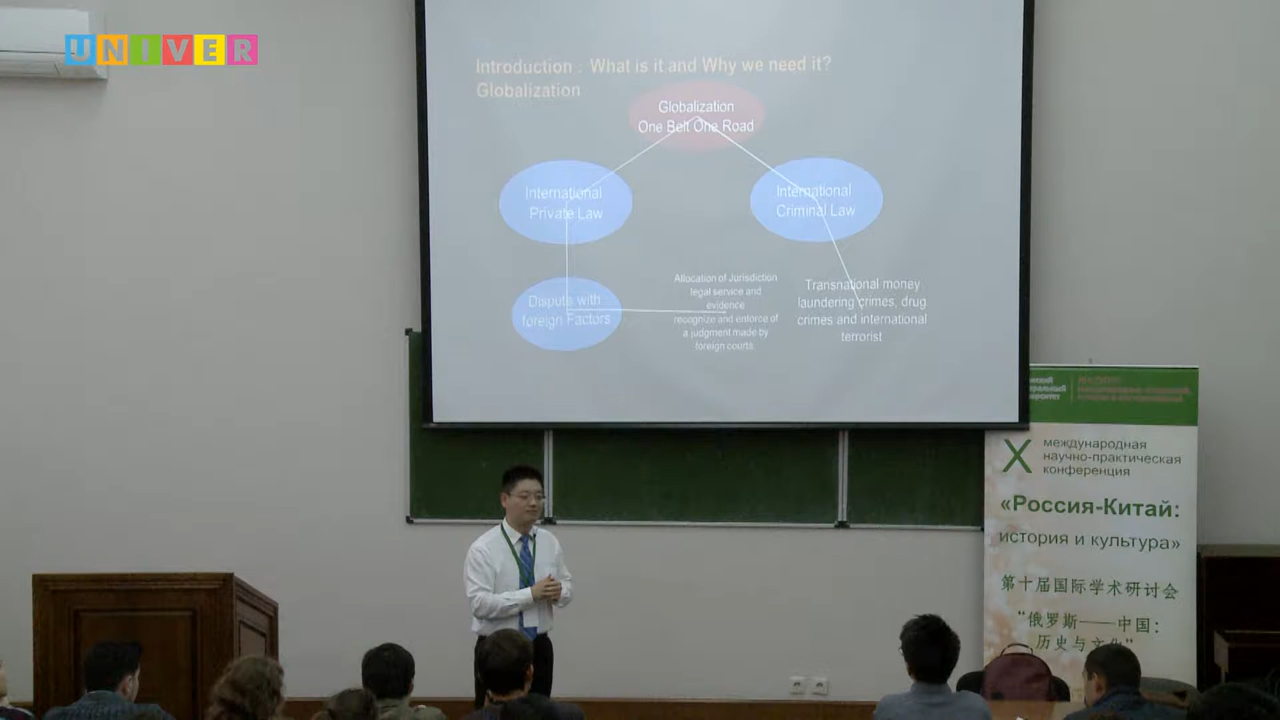 UNIVER
Introduction : What is it and Why we need it?
Globalization
Globalization
One Belt One Road
International
Private Law
International
Criminal Law
Dispute with
foreign Factors
Allocation of Jurisdiction
legal service and
evidence
recognize and enforce of
a judgment made by
foreign courts
Transnational money
laundering crimes, drug
crimes and international
terrorist
X
международная
научно-практическая
конференция
«Россия-Китай:
история и культура»
第十届国际学术研讨会
“俄罗斯——中国：
历史与文化”